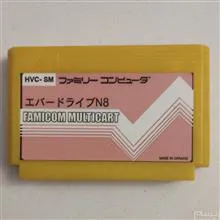 HVC-SM ファミリー コンピュータ
エバードライブN8
FAMICOM MULTICART
MADE IN UKRAINE